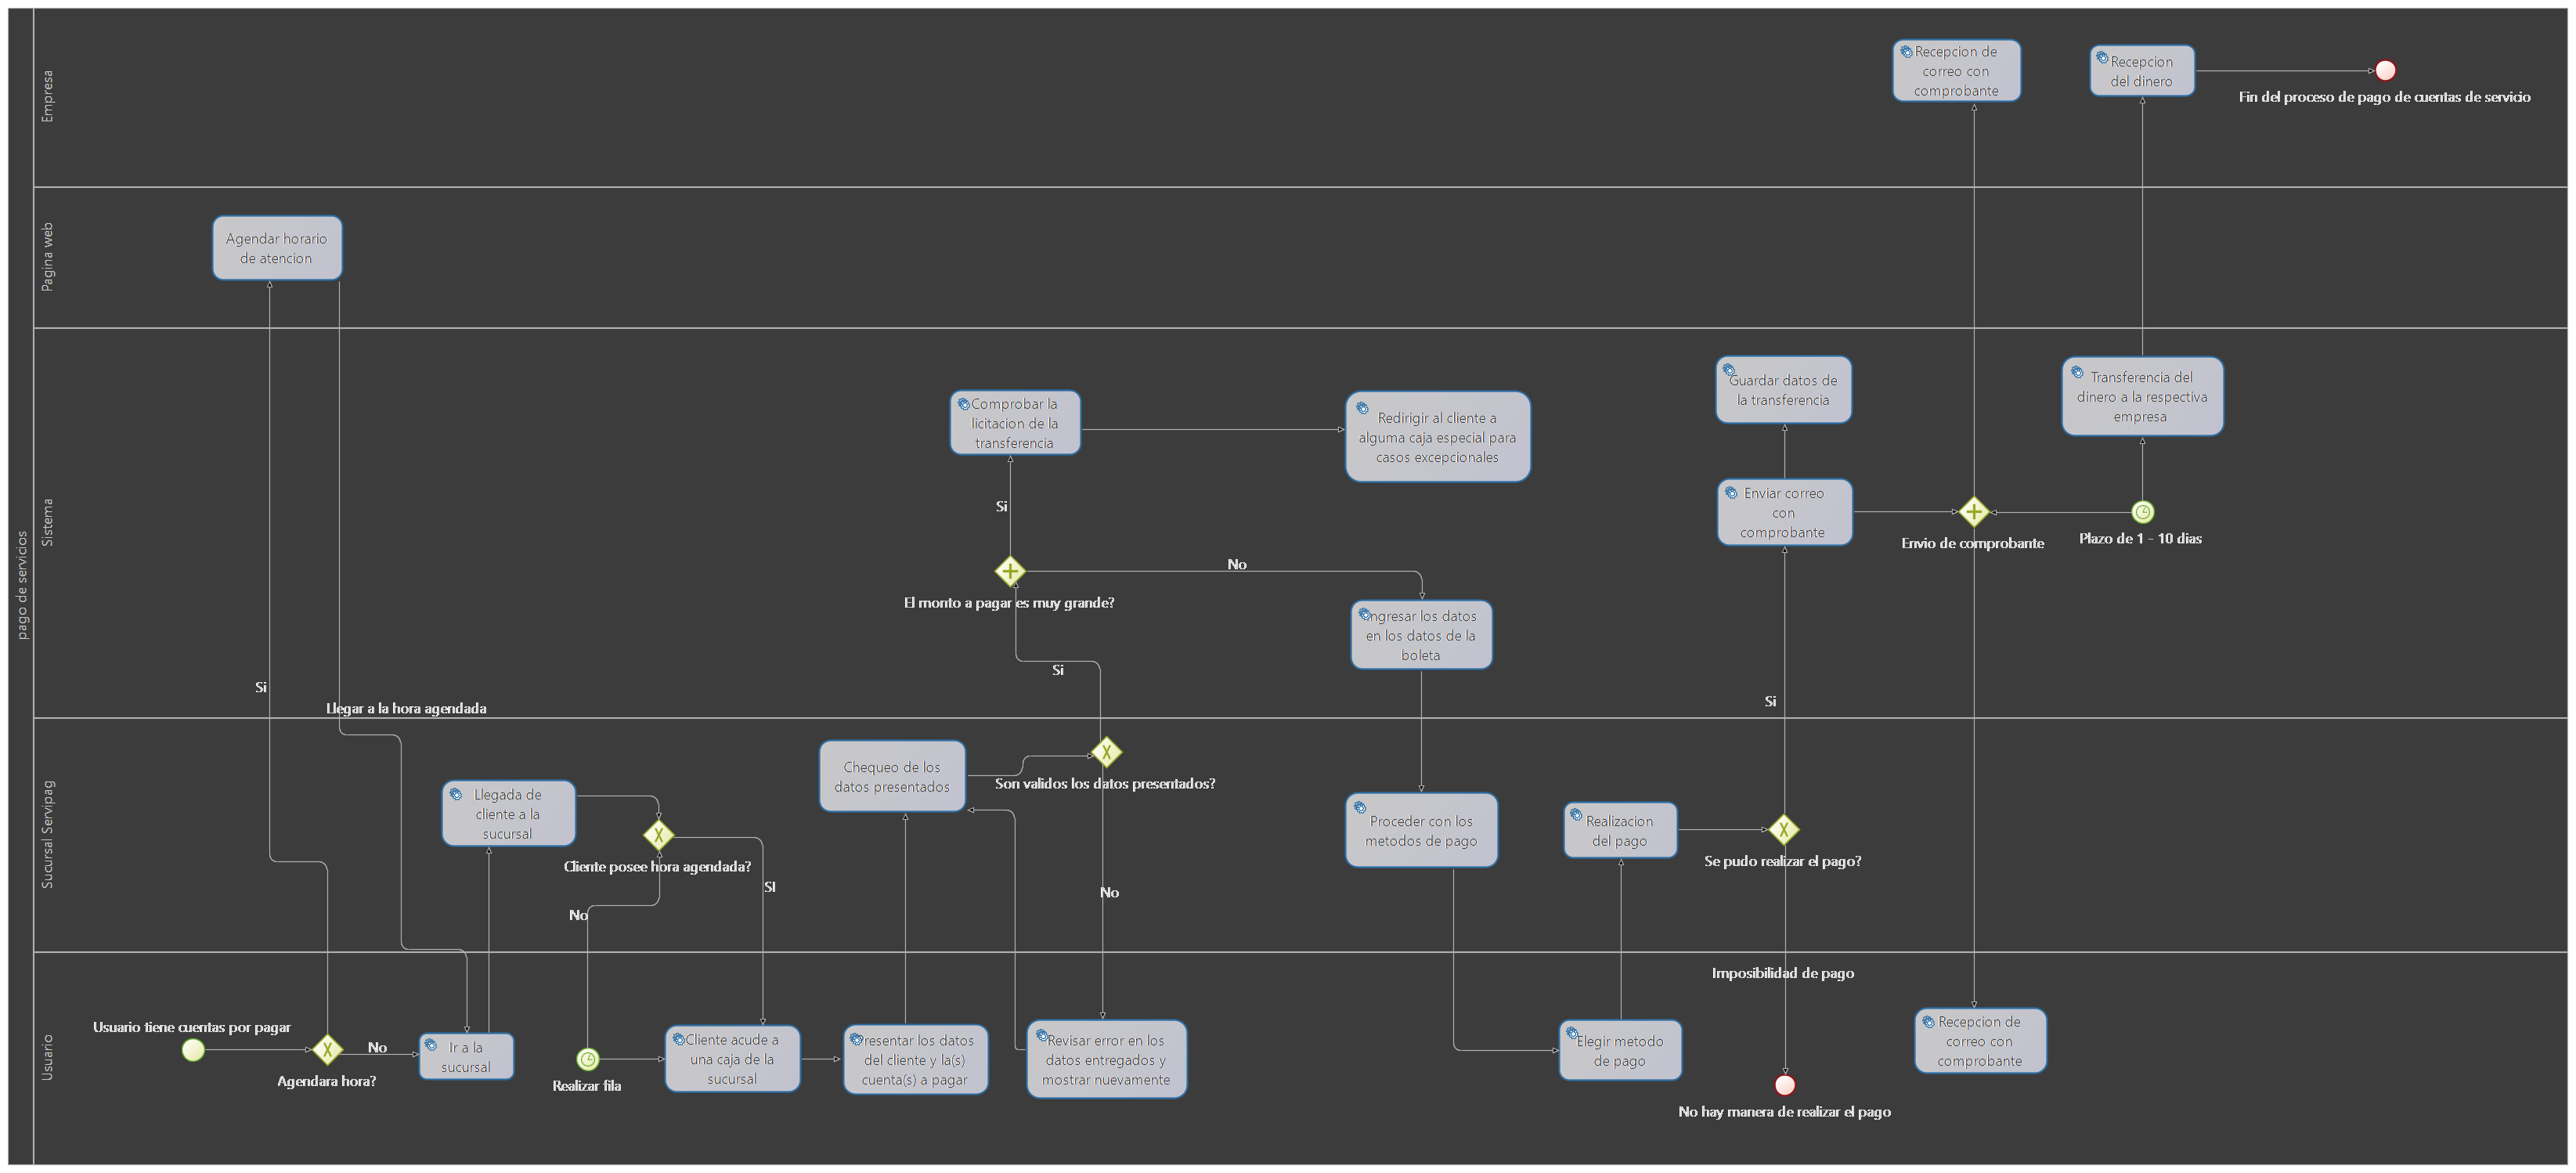 pago de servicios
Empresa
Recepcion de
correo con
comprobante
Recepcion
del dinero
Fin del proceso de pago de cuentas de servicio
Pagina web
Agendar horario
de atencion
Sistema
Comprobar la
licitacion de la
transferencia
Redirigir al cliente a
alguma caja especial para
casos excepcionales
Guardar datos de
la transferencia
Transferencia del
dinero a la respectiva
empresa
Enviar correo
con
comprobante
Envio de comprobante
Plazo de 1 - 10 dias
Si
No
El monto a pagar es muy grande?
Ingresar los datos
en los datos de la
boleta
Si
Si
Si
Llegar a la hora agendada
Sucursal Servipag
Llegada de
cliente a la
sucursal
Cliente posee hora agendada?
SI
No
Chequeo de los
datos presentados
Son validos los datos presentados?
No
Proceder con los
metodos de pago
Realizacion
del pago
Se pudo realizar el pago?
Usuario
Usuario tiene cuentas por pagar
Agendara hora?
No
Ir a la
sucursal
Realizar fila
Cliente acude a
una caja de la
sucursal
Presentar los datos
del cliente y la(s)
cuenta(s) a pagar
Revisar error en los
datos entregados y
mostrar nuevamente
Elegir metodo
de pago
Imposibilidad de pago
No hay manera de realizar el pago
Recepcion de
correo con
comprobante